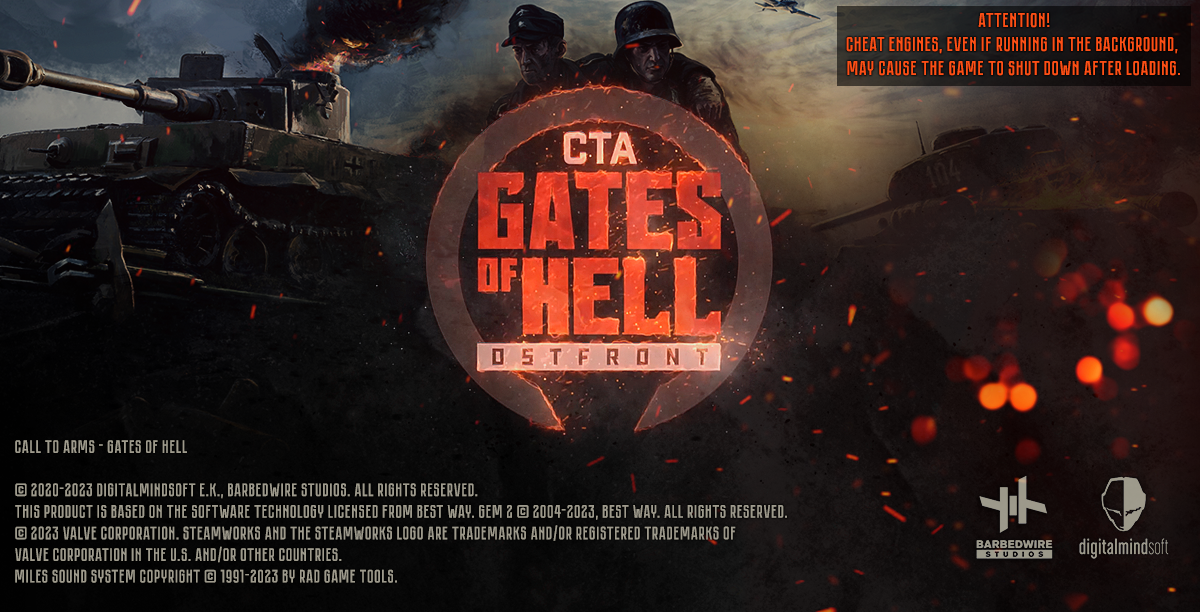 ATTENTION!
CHEAT ENGINES, EVEN IF RUNNING IN THE BACKGROUND,
MAY CAUSE THE GAME TO SHUT DOWN AFTER LOADING.
104
CTA
GATES
OF HELL
OSTFRONT
CALL TO ARMS - GATES OF HELL
© 2020-2023 DIGITALMINDSOFT E.K., BARBEDWIRE STUDIOS. ALL RIGHTS RESERVED.
THIS PRODUCT IS BASED ON THE SOFTWARE TECHNOLOGY LICENSED FROM BEST WAY. GEM 2 © 2004-2023, BEST WAY. ALL RIGHTS RESERVED.
© 2023 VALVE CORPORATION. STEAMWORKS AND THE STEAMWORKS LOGO ARE TRADEMARKS AND/OR REGISTERED TRADEMARKS OF
VALVE CORPORATION IN THE U.S. AND/OR OTHER COUNTRIES.
MILES SOUND SYSTEM COPYRIGHT © 1991-2023 BY RAD GAME TOOLS.
BARBEDWIRE
STUDIOS
digitalmindsoft